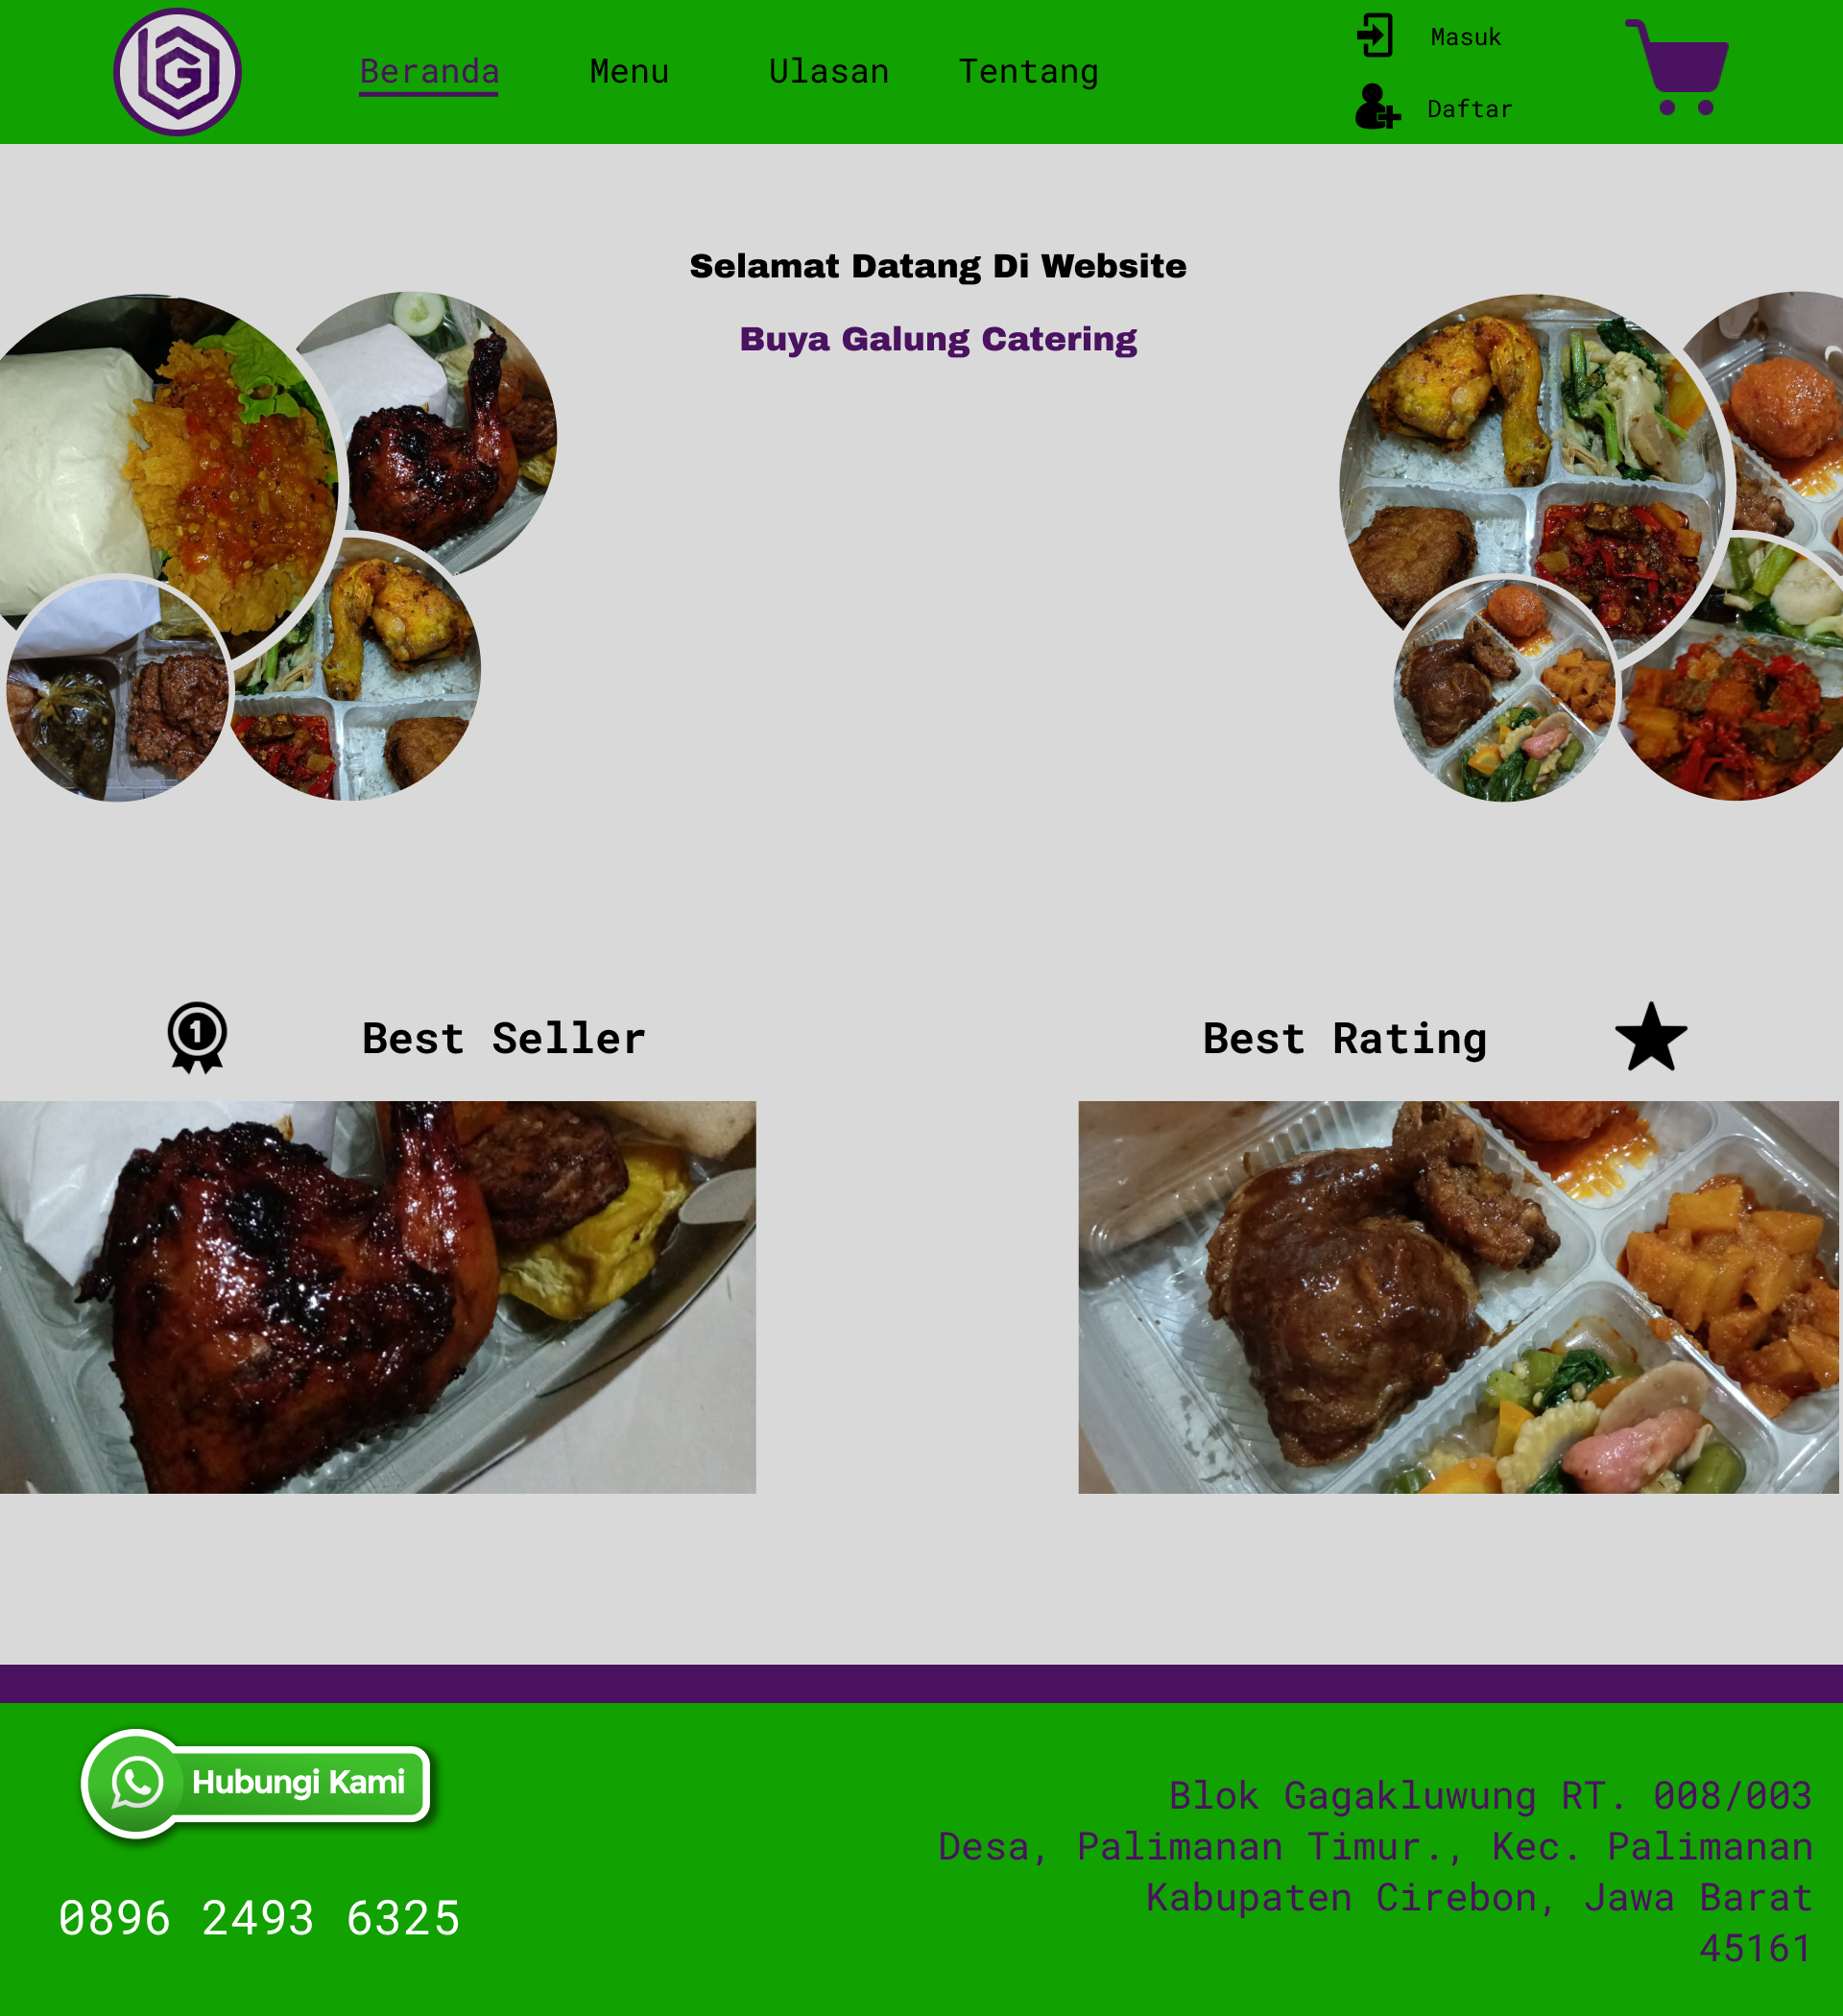 Beranda Menu Ulasan Tentang
Masuk
Daftar
Selamat Datang Di Website
Buya Galung Catering
1 Best Seller
Best Rating
Hubungi Kami
0896 2493 6325
Blok Gagakluwung RT. 008/003
Desa, Palimanan Timur., Kec. Palimanan
Kabupaten Cirebon, Jawa Barat
45161